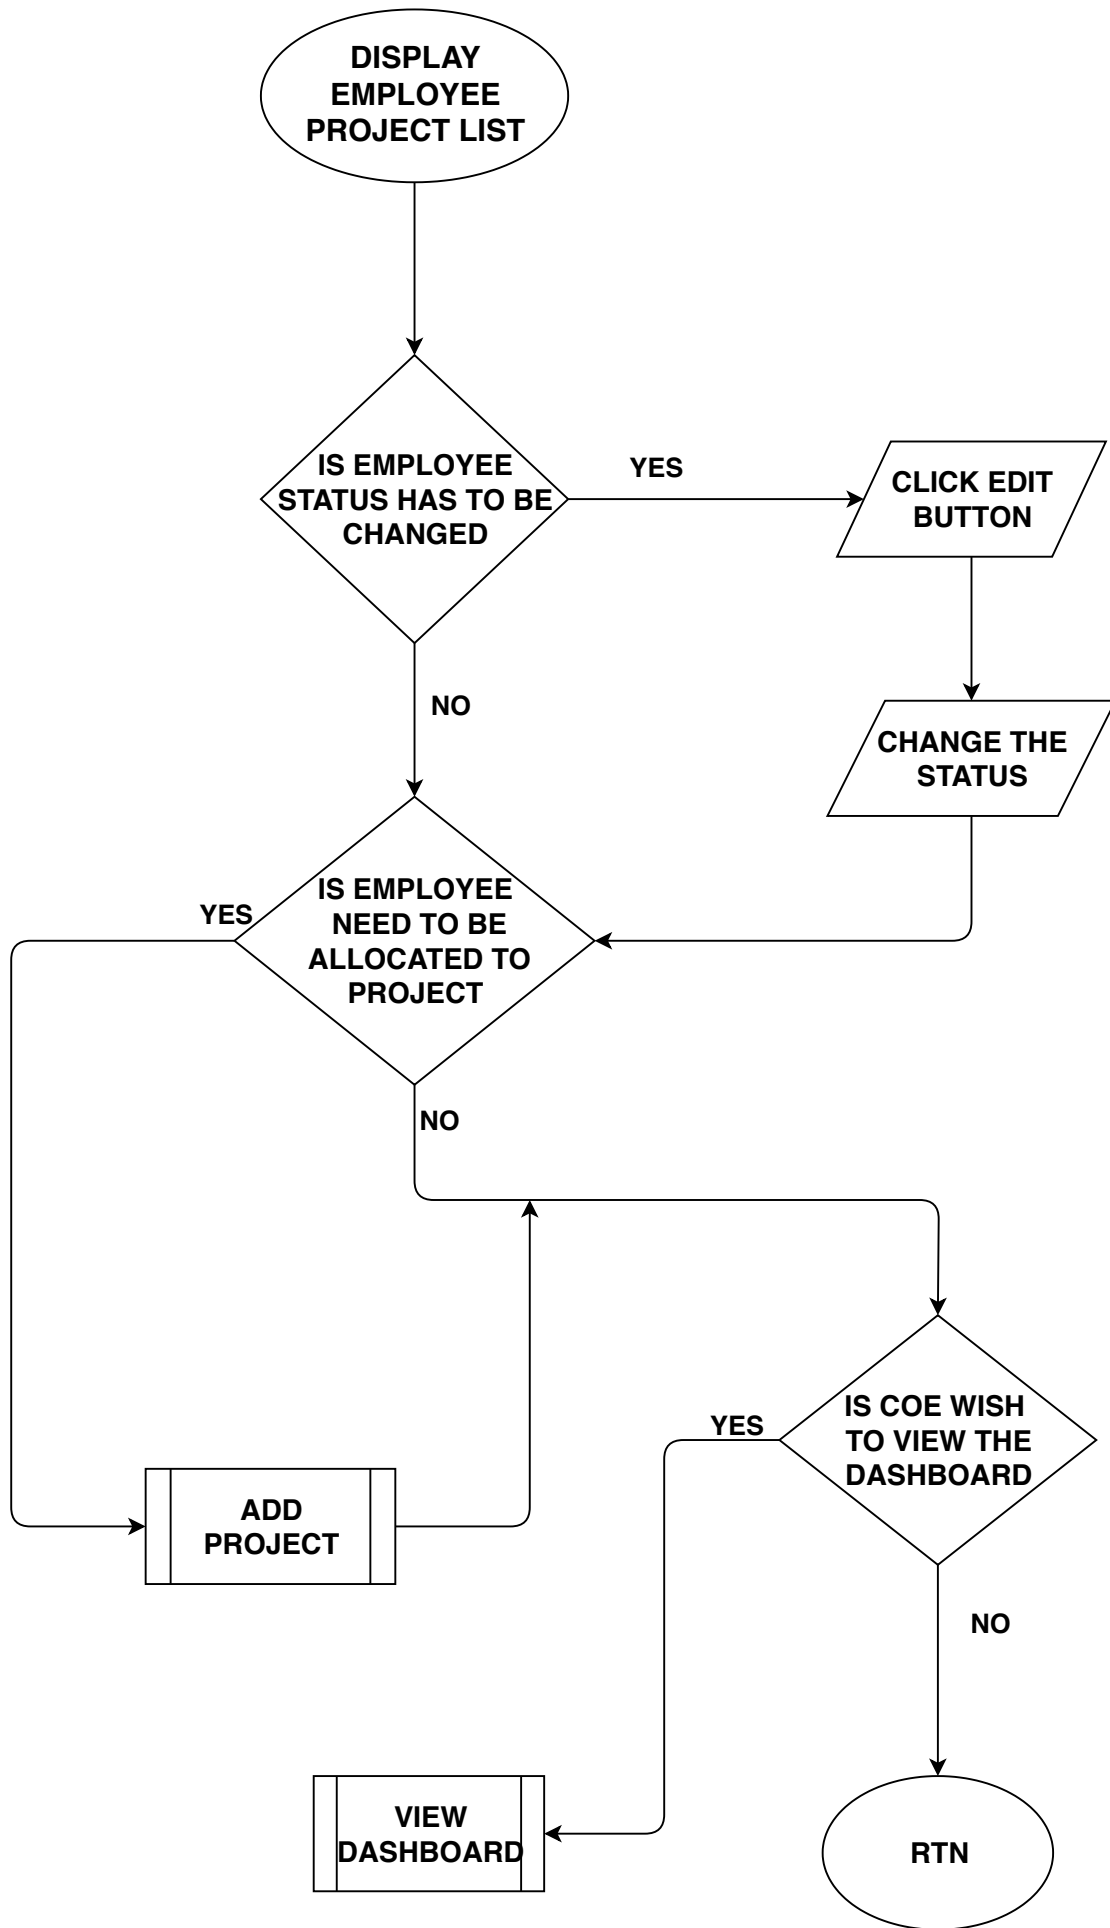 DISPLAY
EMPLOYEE
PROJECT LIST
IS EMPLOYEE
STATUS HAS TO BE
CHANGED
YES
CLICK EDIT
BUTTON
NO
CHANGE THE
STATUS
IS EMPLOYEE
NEED TO BE
ALLOCATED TO
PROJECT
YES
NO
IS COE WISH
TO VIEW THE
DASHBOARD
YES
ADD
PROJECT
NO
VIEW
DASHBOARD
RTN